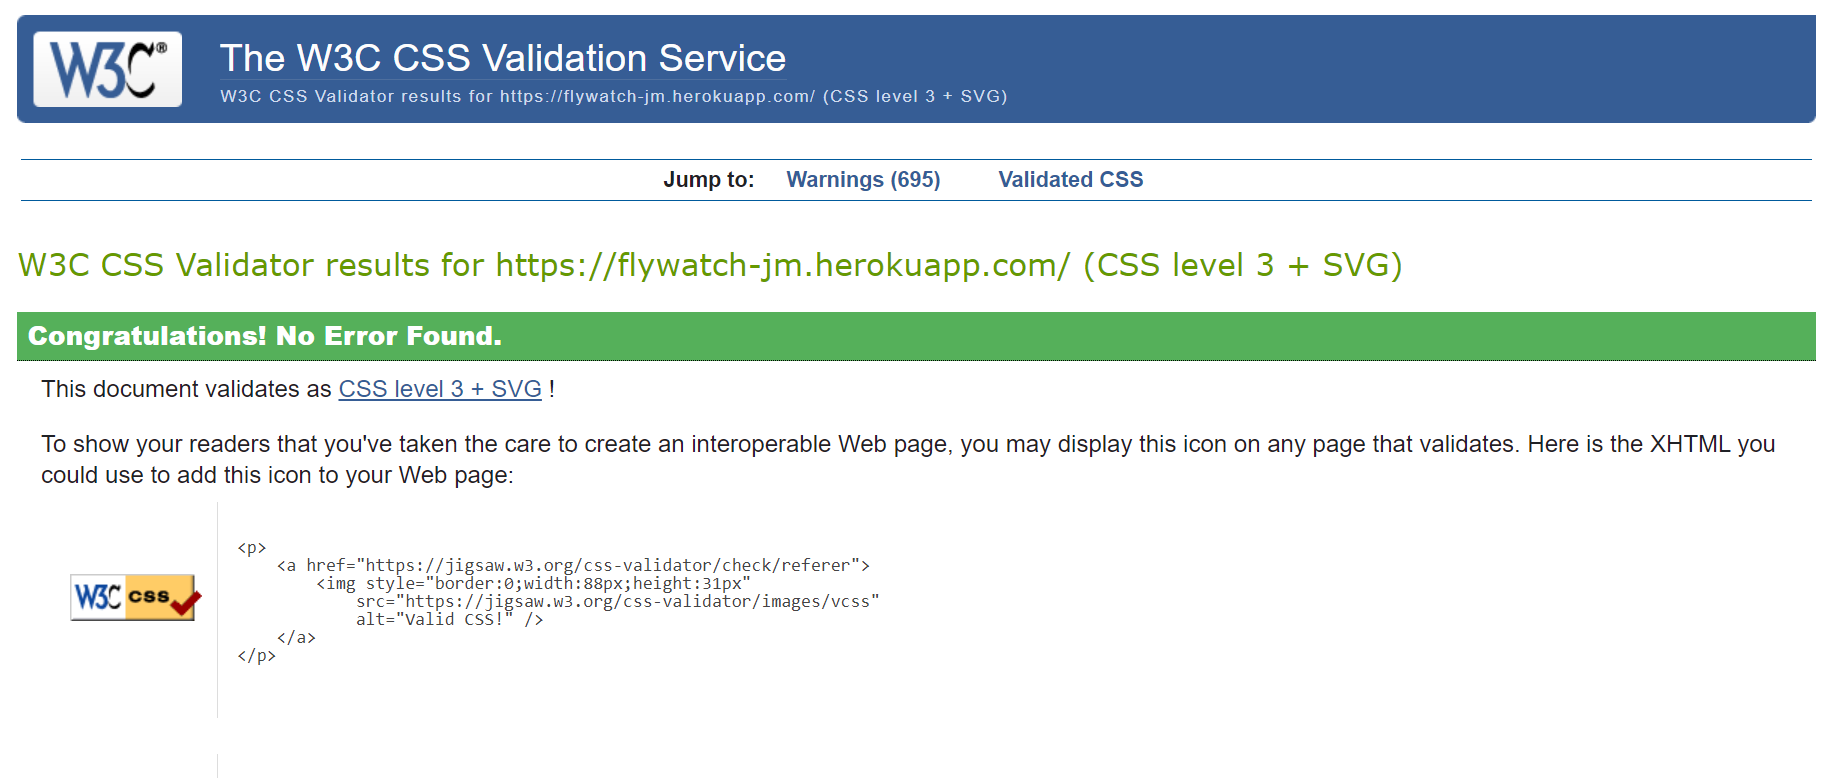 W3C®
The W3C CSS Validation Service
W3C CSS Validator results for https://flywatch-jm.herokuapp.com/ (CSS level 3 + SVG)
Jump to: Warnings (695) Validated CSS
W3C CSS Validator results for https://flywatch-jm.herokuapp.com/ (CSS level 3 + SVG)
Congratulations! No Error Found.
This document validates as CSS level 3 + SVG !
To show your readers that you've taken the care to create an interoperable Web page, you may display this icon on any page that validates. Here is the XHTML you
could use to add this icon to your Web page:
W3C css
<p>
    <a href="https://jigsaw.w3.org/css-validator/check/referer">
        <img style="border:0;width:88px;height:31px"
            src="https://jigsaw.w3.org/css-validator/images/vcss"
            alt="Valid CSS!" />
    </a>
</p>